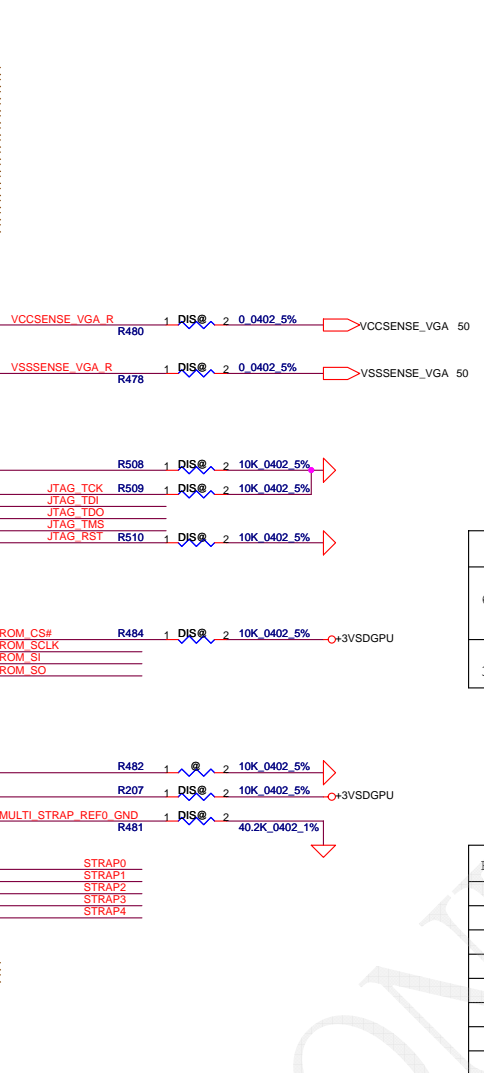 VCCSENSE_VGA_R 1 DIS@ 2 0_0402_5% VCCSENSE_VGA 50
R480
VSSSENSE_VGA_R 1 DIS@ 2 0_0402_5% VSSSENSE_VGA 50
R478
R508 1 DIS@ 2 10K_0402_5%
JTAG_TCK R509 1 DIS@ 2 10K_0402_5%
JTAG_TDI
JTAG_TDO
JTAG_TMS
JTAG_RST R510 1 DIS@ 2 10K_0402_5%
ROM_CS# R484 1 DIS@ 2 10K_0402_5% +3VSDGPU
ROM_SCLK
ROM_SI
ROM_SO
R482 1 @ 2 10K_0402_5%
R207 1 DIS@ 2 10K_0402_5% +3VSDGPU
MULTI_STRAP_REF0_GND 1 DIS@ 2
R481 40.2K_0402_1%
STRAP0
STRAP1
STRAP2
STRAP3
STRAP4